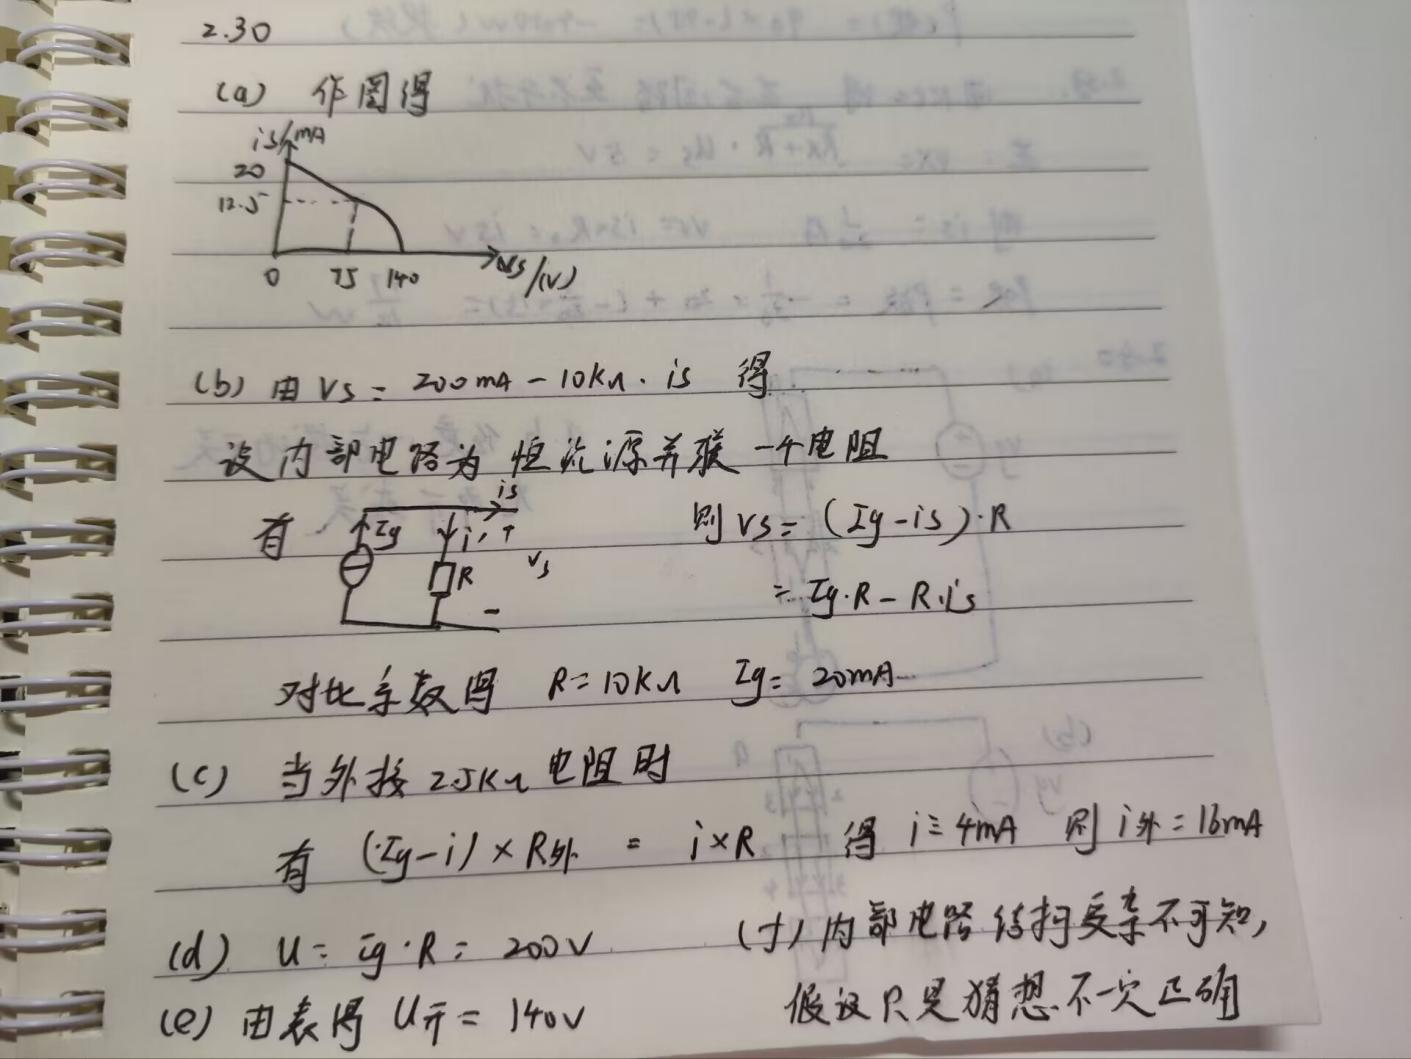 2.30
(a) 作图得
is/mA
20
12.5
0 75 140 vs/(V)
(b) 由 Vs = 200mA - 10kΩ · is 得
设内部电路为恒流源并联一个电阻
有 Ig is i R Vs
则 Vs = (Ig - is) · R
= Ig·R - R·is
对比系数得 R = 10kΩ Ig = 20mA
(c) 当外接 2.5kΩ 电阻时
有 (Ig - i) × R外 = i × R 得 i = 4mA 则 i外 = 16mA
(d) U = ig · R = 200V
(e) 由表得 U开 = 140V
(f) 内部电路结构复杂不可知,
假设只是猜想不一定正确